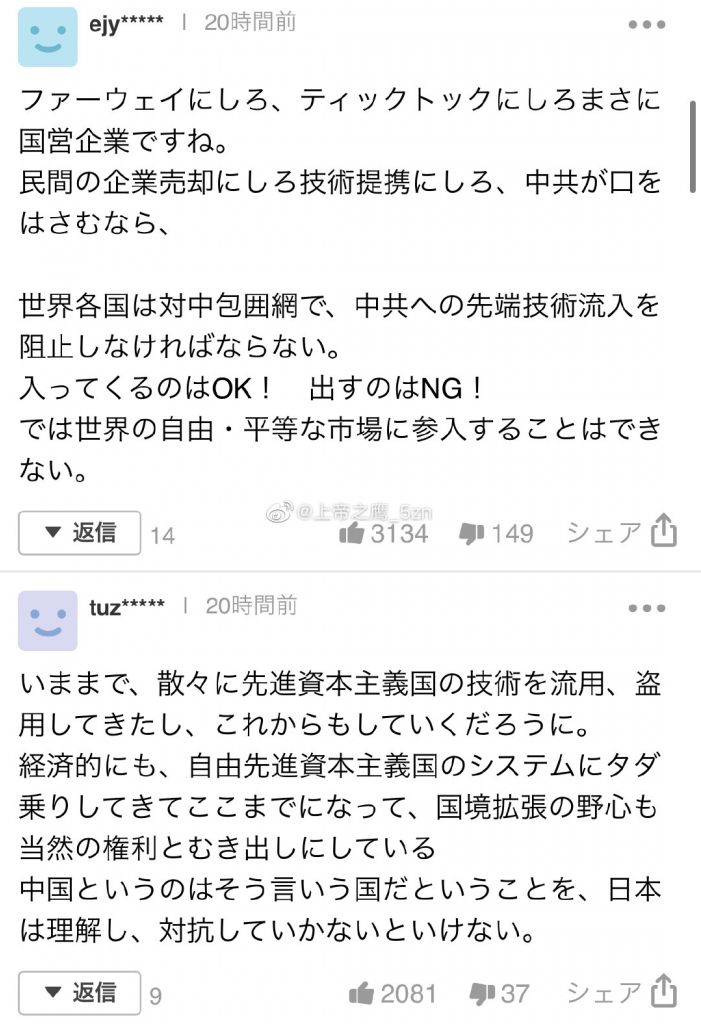 ejy***** | 20時間前
ファーウェイにしろ、ティックトックにしろまさに
国営企業ですね。
民間の企業売却にしろ技術提携にしろ、中共が口を
はさむなら、
世界各国は対中包囲網で、中共への先端技術流入を
阻止しなければならない。
入ってくるのはOK！　出すのはNG！
では世界の自由・平等な市場に参入することはでき
ない。
@上帝之鹰_5zn
▼ 返信 14 3134 149 シェア
tuz***** | 20時間前
いままで、散々に先進資本主義国の技術を流用、盗
用してきたし、これからもしていくだろうに。
経済的にも、自由先進資本主義国のシステムにタダ
乗りしてきてここまでになって、国境拡張の野心も
当然の権利とむき出しにしている
中国というのはそう言いう国だということを、日本
は理解し、対抗していかないといけない。
▼ 返信 9 2081 37 シェア